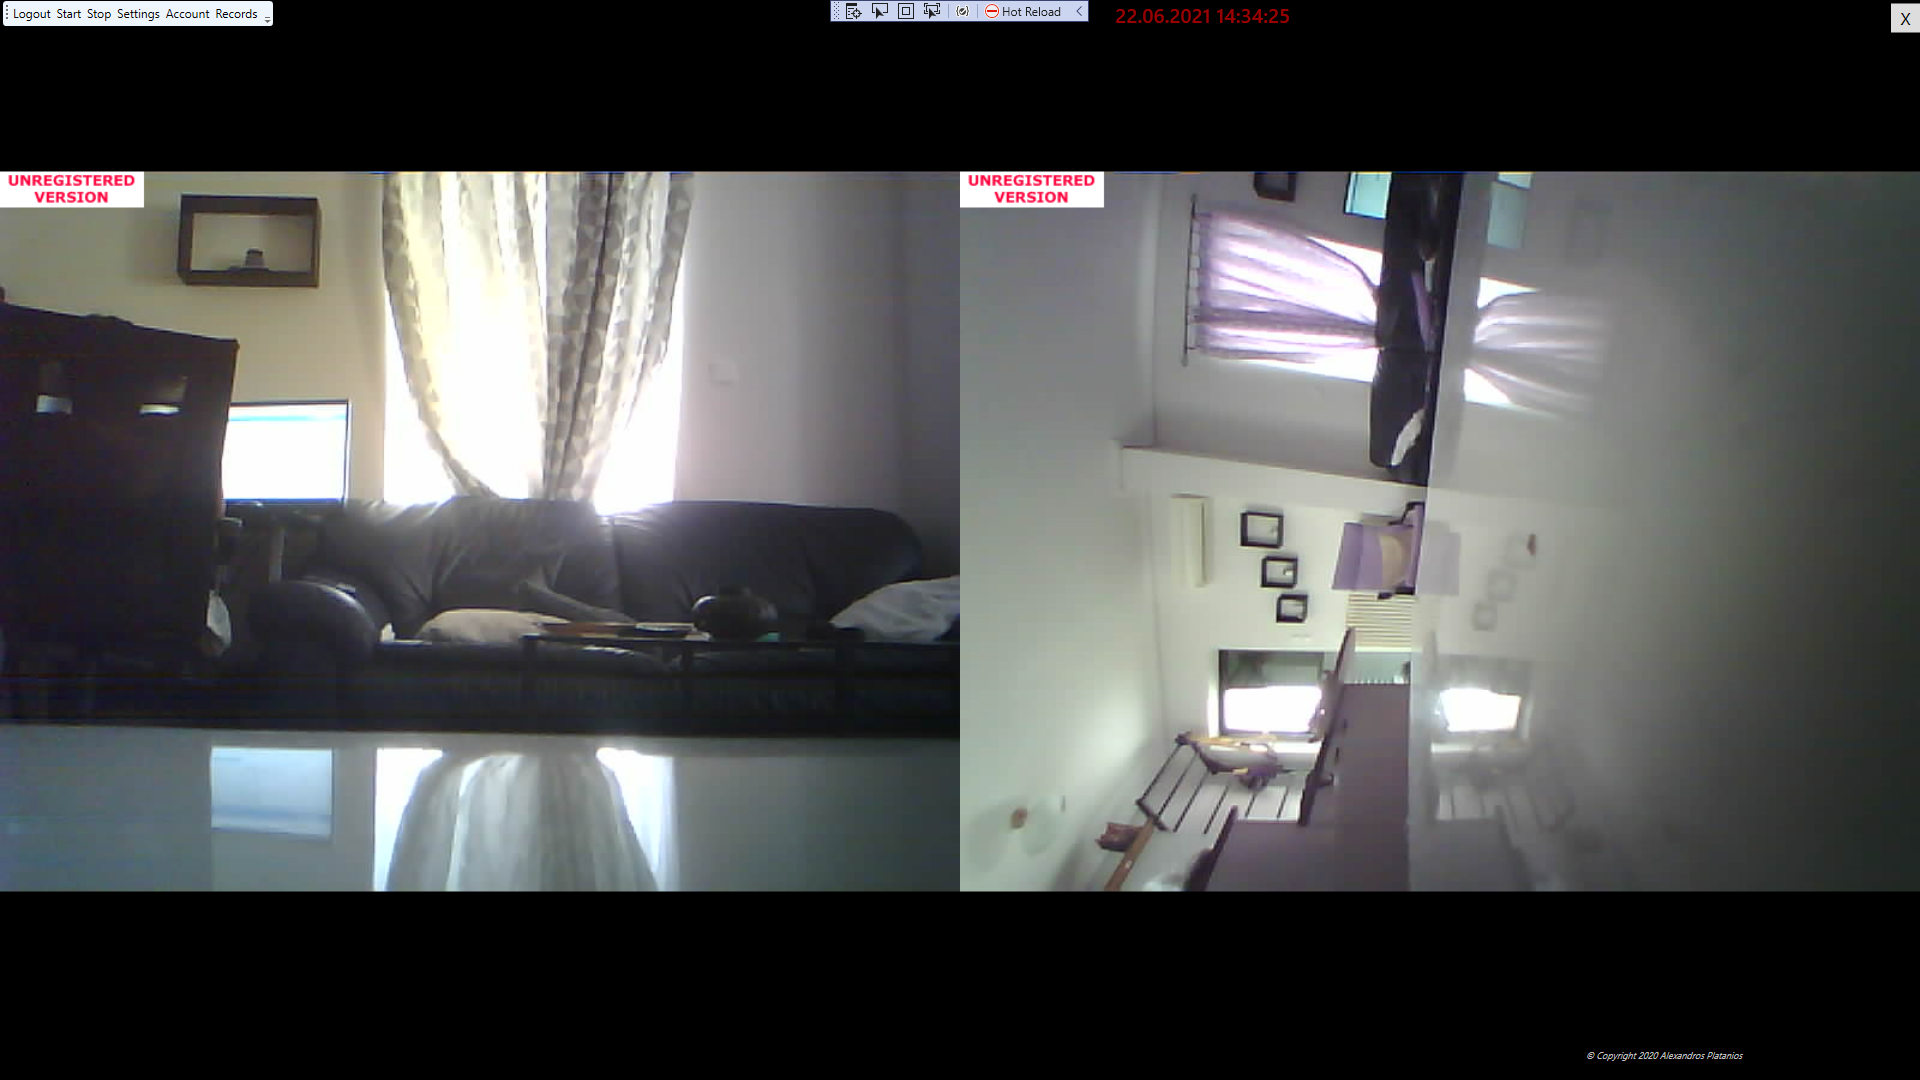 Logout Start Stop Settings Account Records
Hot Reload
22.06.2021 14:34:25
X
UNREGISTERED
VERSION
UNREGISTERED
VERSION
© Copyright 2020 Alexandros Platanios